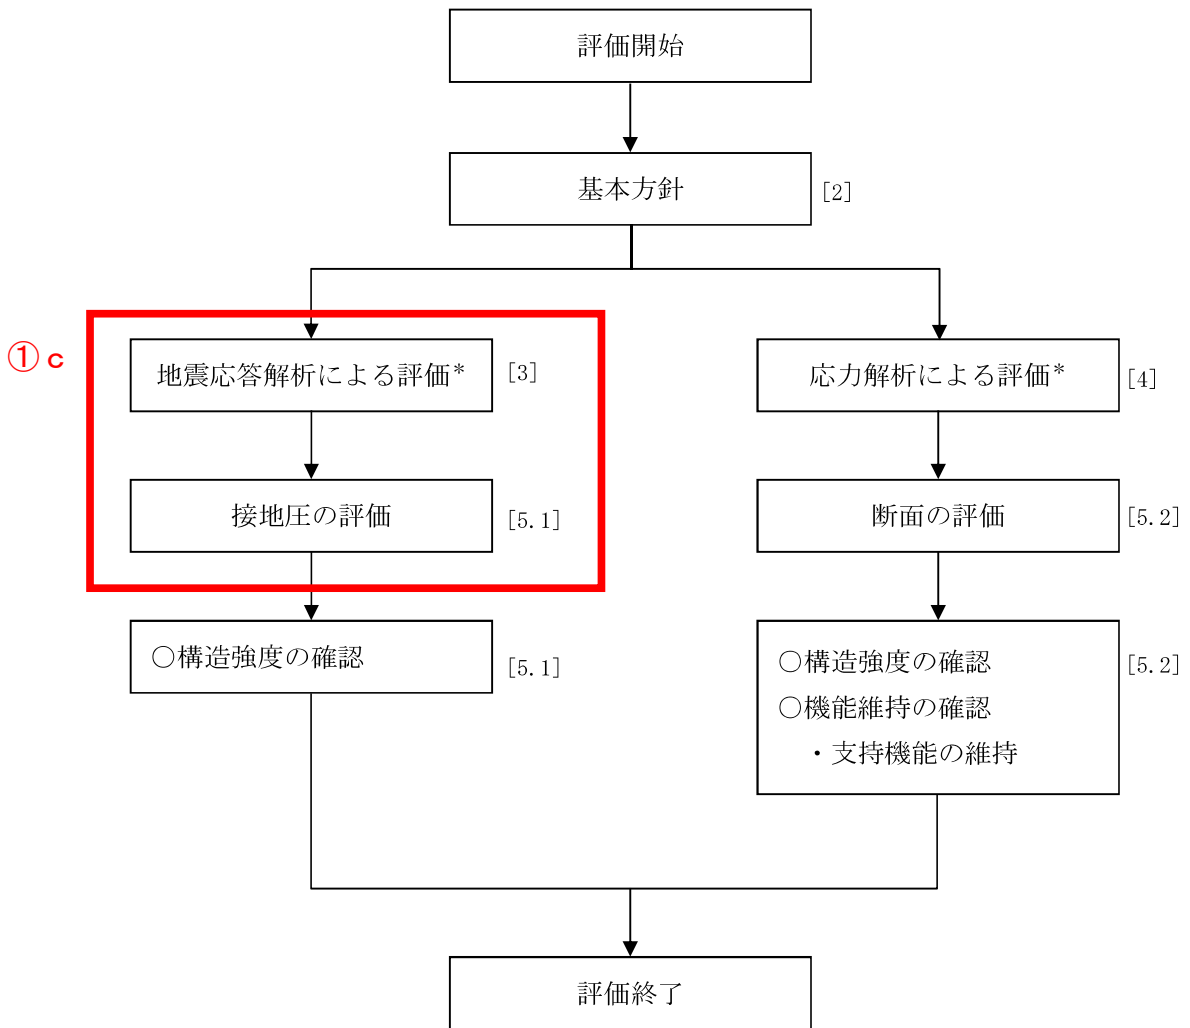 評価開始
基本方針
[2]
① c
地震応答解析による評価*
[3]
接地圧の評価
[5.1]
○構造強度の確認
[5.1]
応力解析による評価*
[4]
断面の評価
[5.2]
○構造強度の確認
○機能維持の確認
・支持機能の維持
[5.2]
評価終了